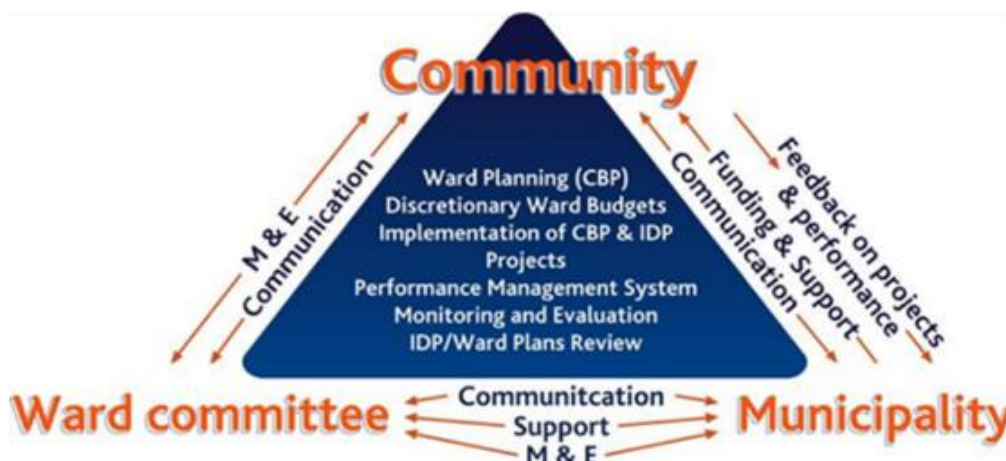 Community
M & E
Communication
Ward Planning (CBP)
Discretionary Ward Budgets
Implementation of CBP & IDP
Projects
Performance Management System
Monitoring and Evaluation
IDP/Ward Plans Review
Communication
Funding & Support
Feedback on projects
& performance
Ward committee
Communitcation
Support
M & E
Municipality